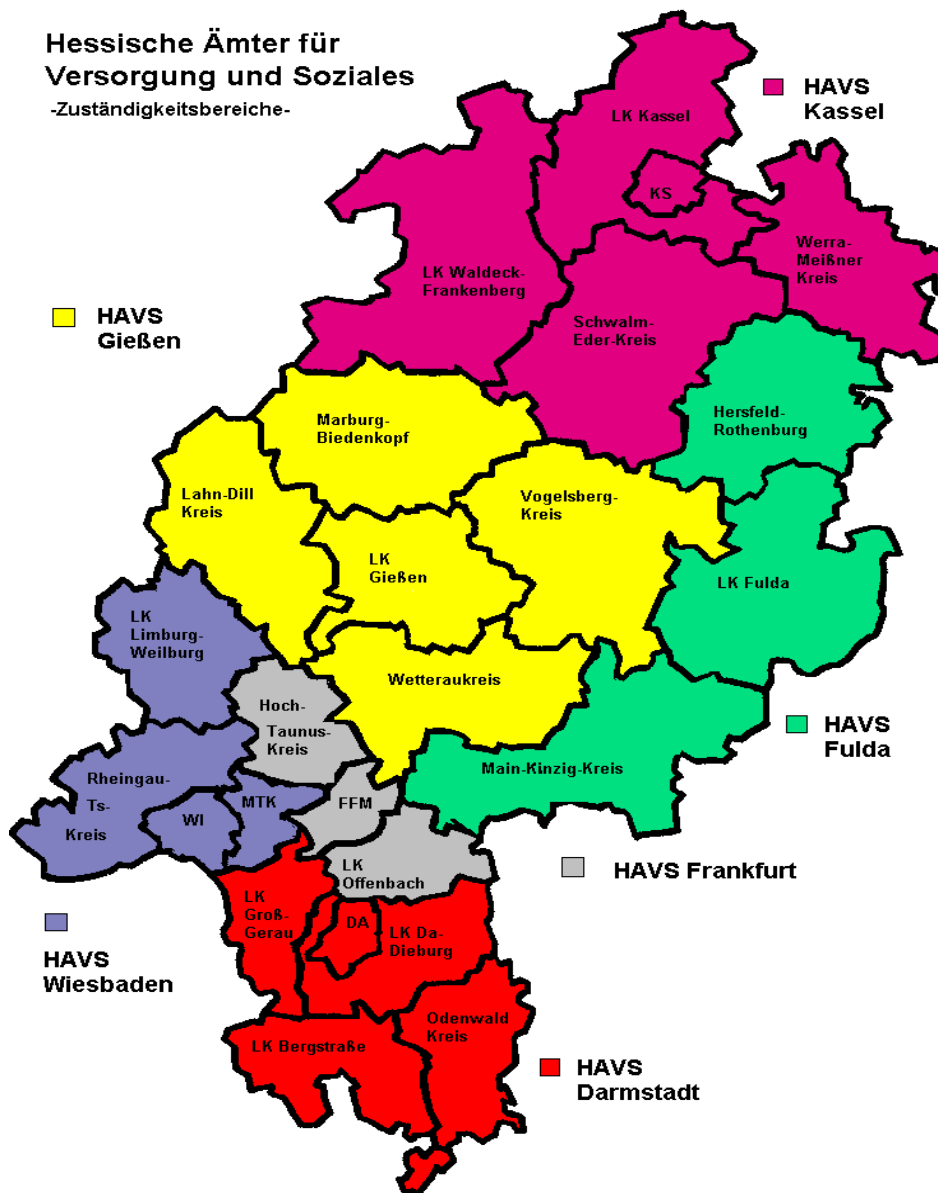 Hessische Ämter für
Versorgung und Soziales
-Zuständigkeitsbereiche-
HAVS
Kassel
LK Kassel
KS
Werra-
Meißner
Kreis
LK Waldeck-
Frankenberg
HAVS
Gießen
Schwalm-
Eder-Kreis
Marburg-
Biedenkopf
Hersfeld-
Rothenburg
Lahn-Dill
Kreis
Vogelsberg-
Kreis
LK
Gießen
LK Fulda
LK
Limburg-
Weilburg
Wetteraukreis
Hoch-
Taunus-
Kreis
HAVS
Fulda
Main-Kinzig-Kreis
Rheingau-
Ts-
Kreis
WI
MTK
FFM
LK
Offenbach
HAVS Frankfurt
LK
Groß-
Gerau
DA
LK Da-
Dieburg
HAVS
Wiesbaden
Odenwald
Kreis
LK Bergstraße
HAVS
Darmstadt